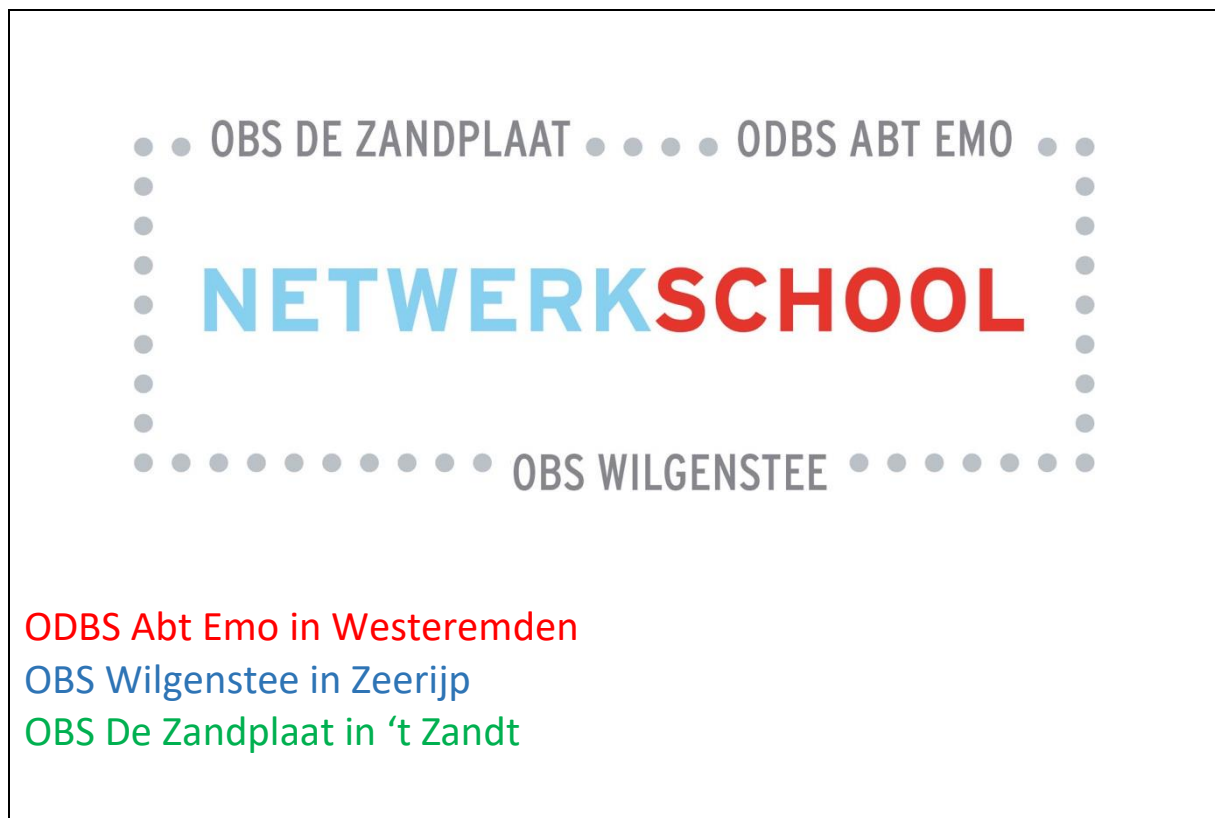 OBS DE ZANDPLAAT ODBS ABT EMO
NETWERKSCHOOL
OBS WILGENSTEE
ODBS Abt Emo in Westeremden
OBS Wilgenstee in Zeerijp
OBS De Zandplaat in ‘t Zandt